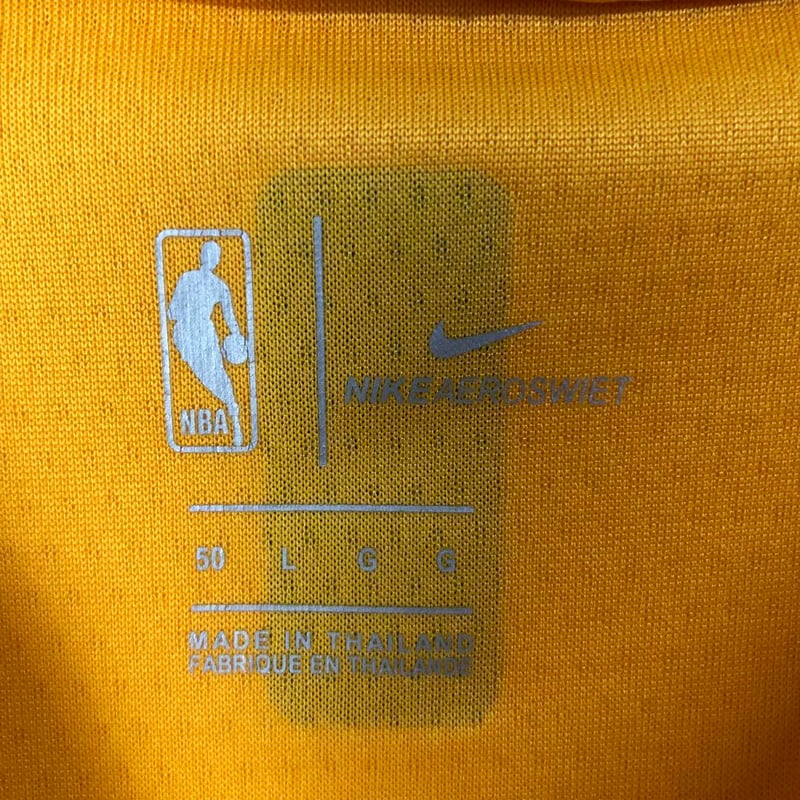 NBA
NIKEAEROSWIET
50 L G G
MADE IN THAILAND
FABRIQUE EN THAILANDE